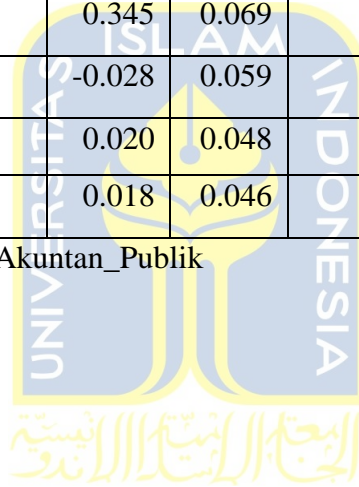 0.345 0.069
ISLAM
-0.028 0.059
0.020 0.048
0.018 0.046
Akuntan_Publik
UNIVERSITAS
INDONESIA